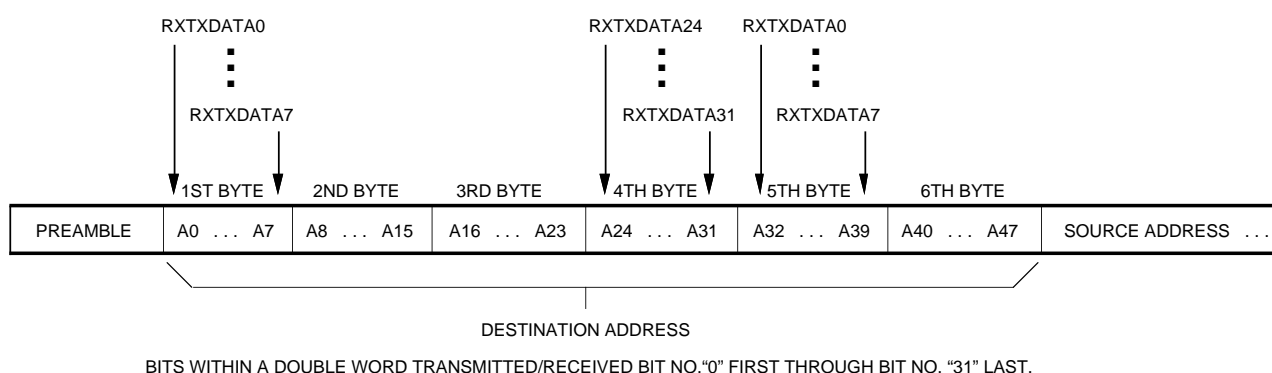 RXTXDATA0 RXTXDATA24 RXTXDATA0
RXTXDATA7 RXTXDATA31 RXTXDATA7
1ST BYTE 2ND BYTE 3RD BYTE 4TH BYTE 5TH BYTE 6TH BYTE
PREAMBLE A0 ... A7 A8 ... A15 A16 ... A23 A24 ... A31 A32 ... A39 A40 ... A47 SOURCE ADDRESS ...
DESTINATION ADDRESS
BITS WITHIN A DOUBLE WORD TRANSMITTED/RECEIVED BIT NO.“0” FIRST THROUGH BIT NO. “31” LAST.